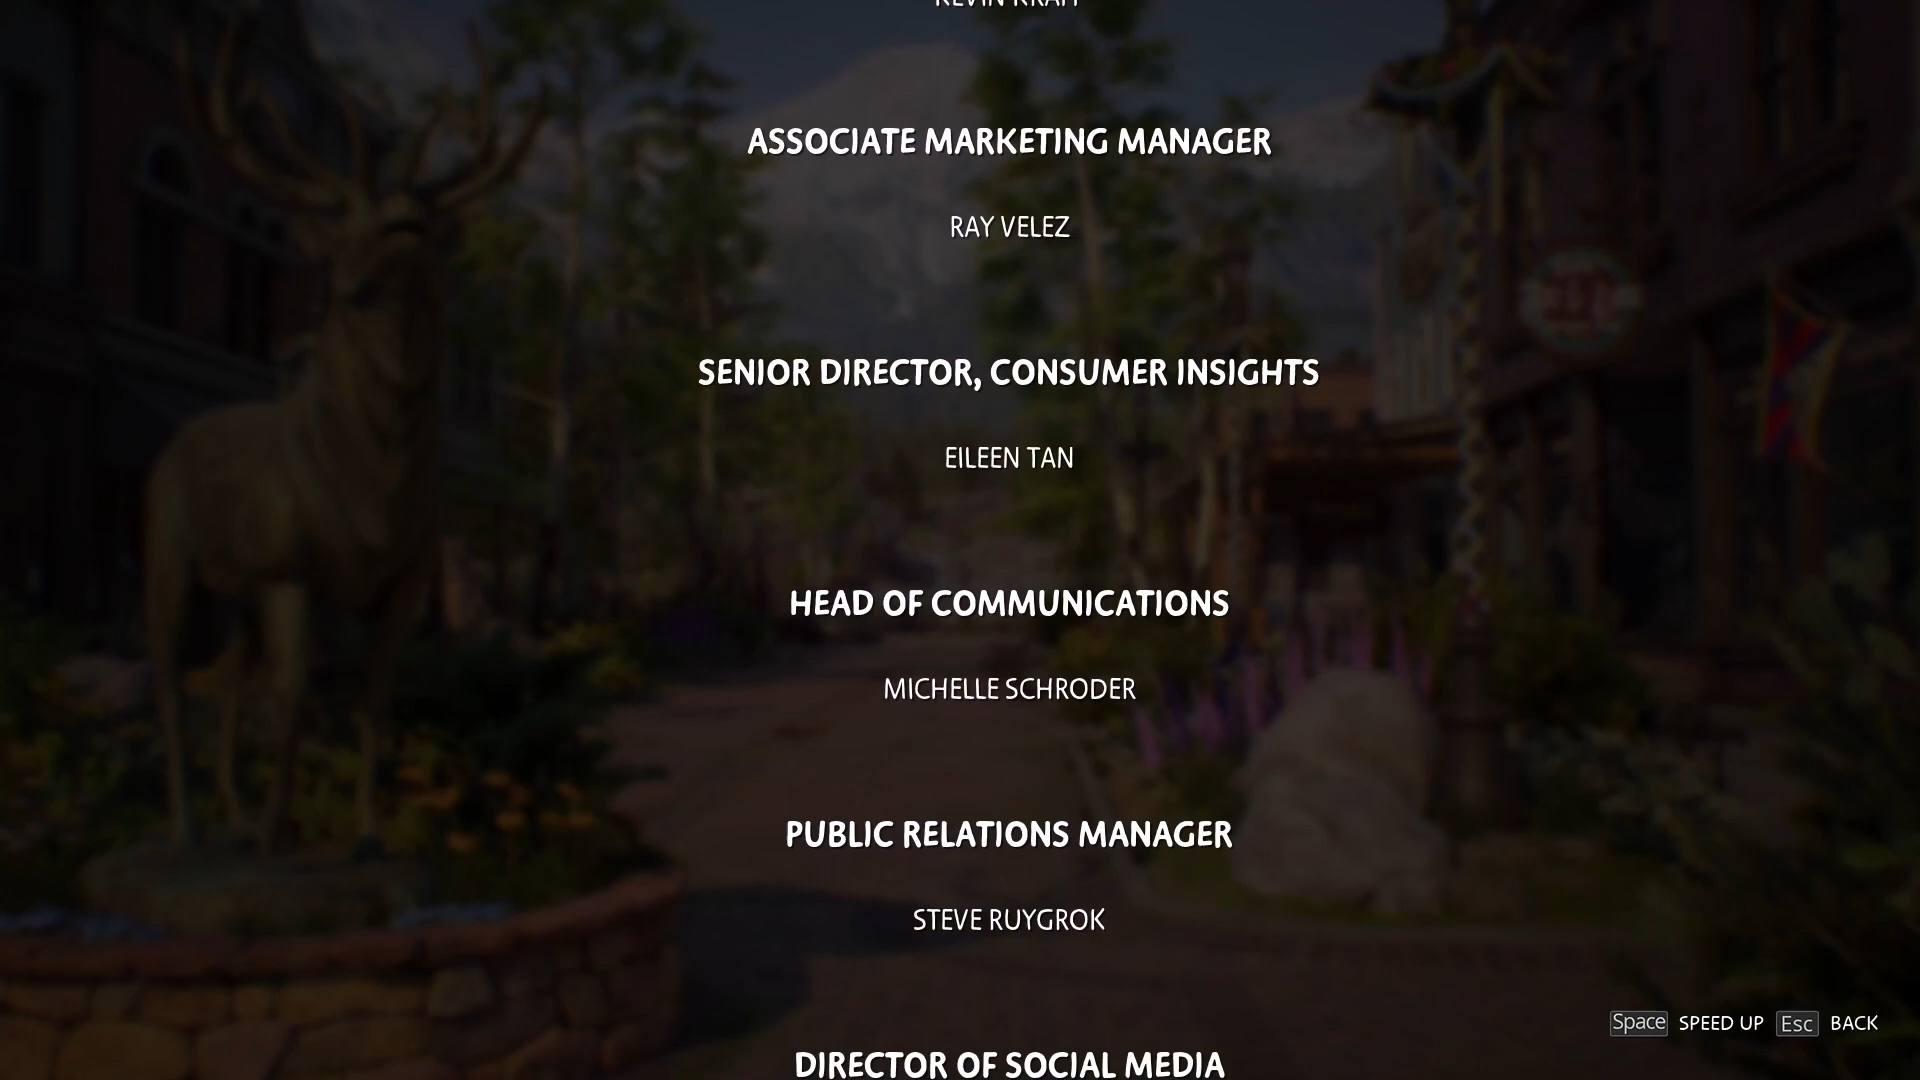 ASSOCIATE MARKETING MANAGER
RAY VELEZ
SENIOR DIRECTOR, CONSUMER INSIGHTS
EILEEN TAN
HEAD OF COMMUNICATIONS
MICHELLE SCHRODER
PUBLIC RELATIONS MANAGER
STEVE RUYGROK
Space SPEED UP Esc BACK
DIRECTOR OF SOCIAL MEDIA